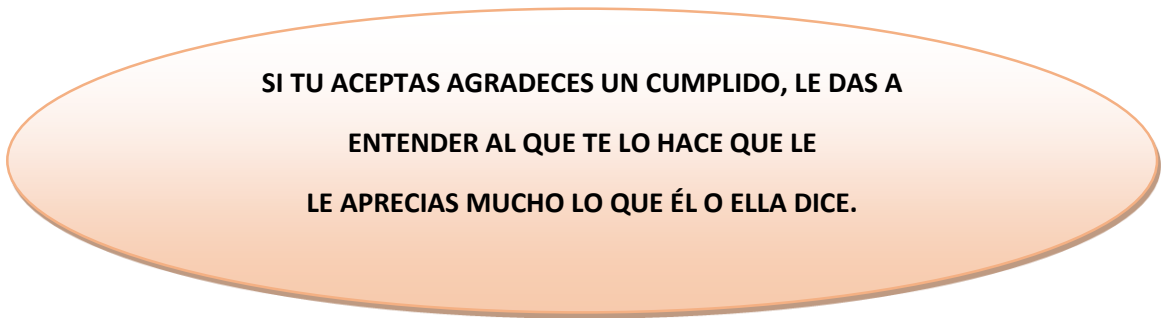 SI TU ACEPTAS AGRADECES UN CUMPLIDO, LE DAS A
ENTENDER AL QUE TE LO HACE QUE LE
LE APRECIAS MUCHO LO QUE ÉL O ELLA DICE.